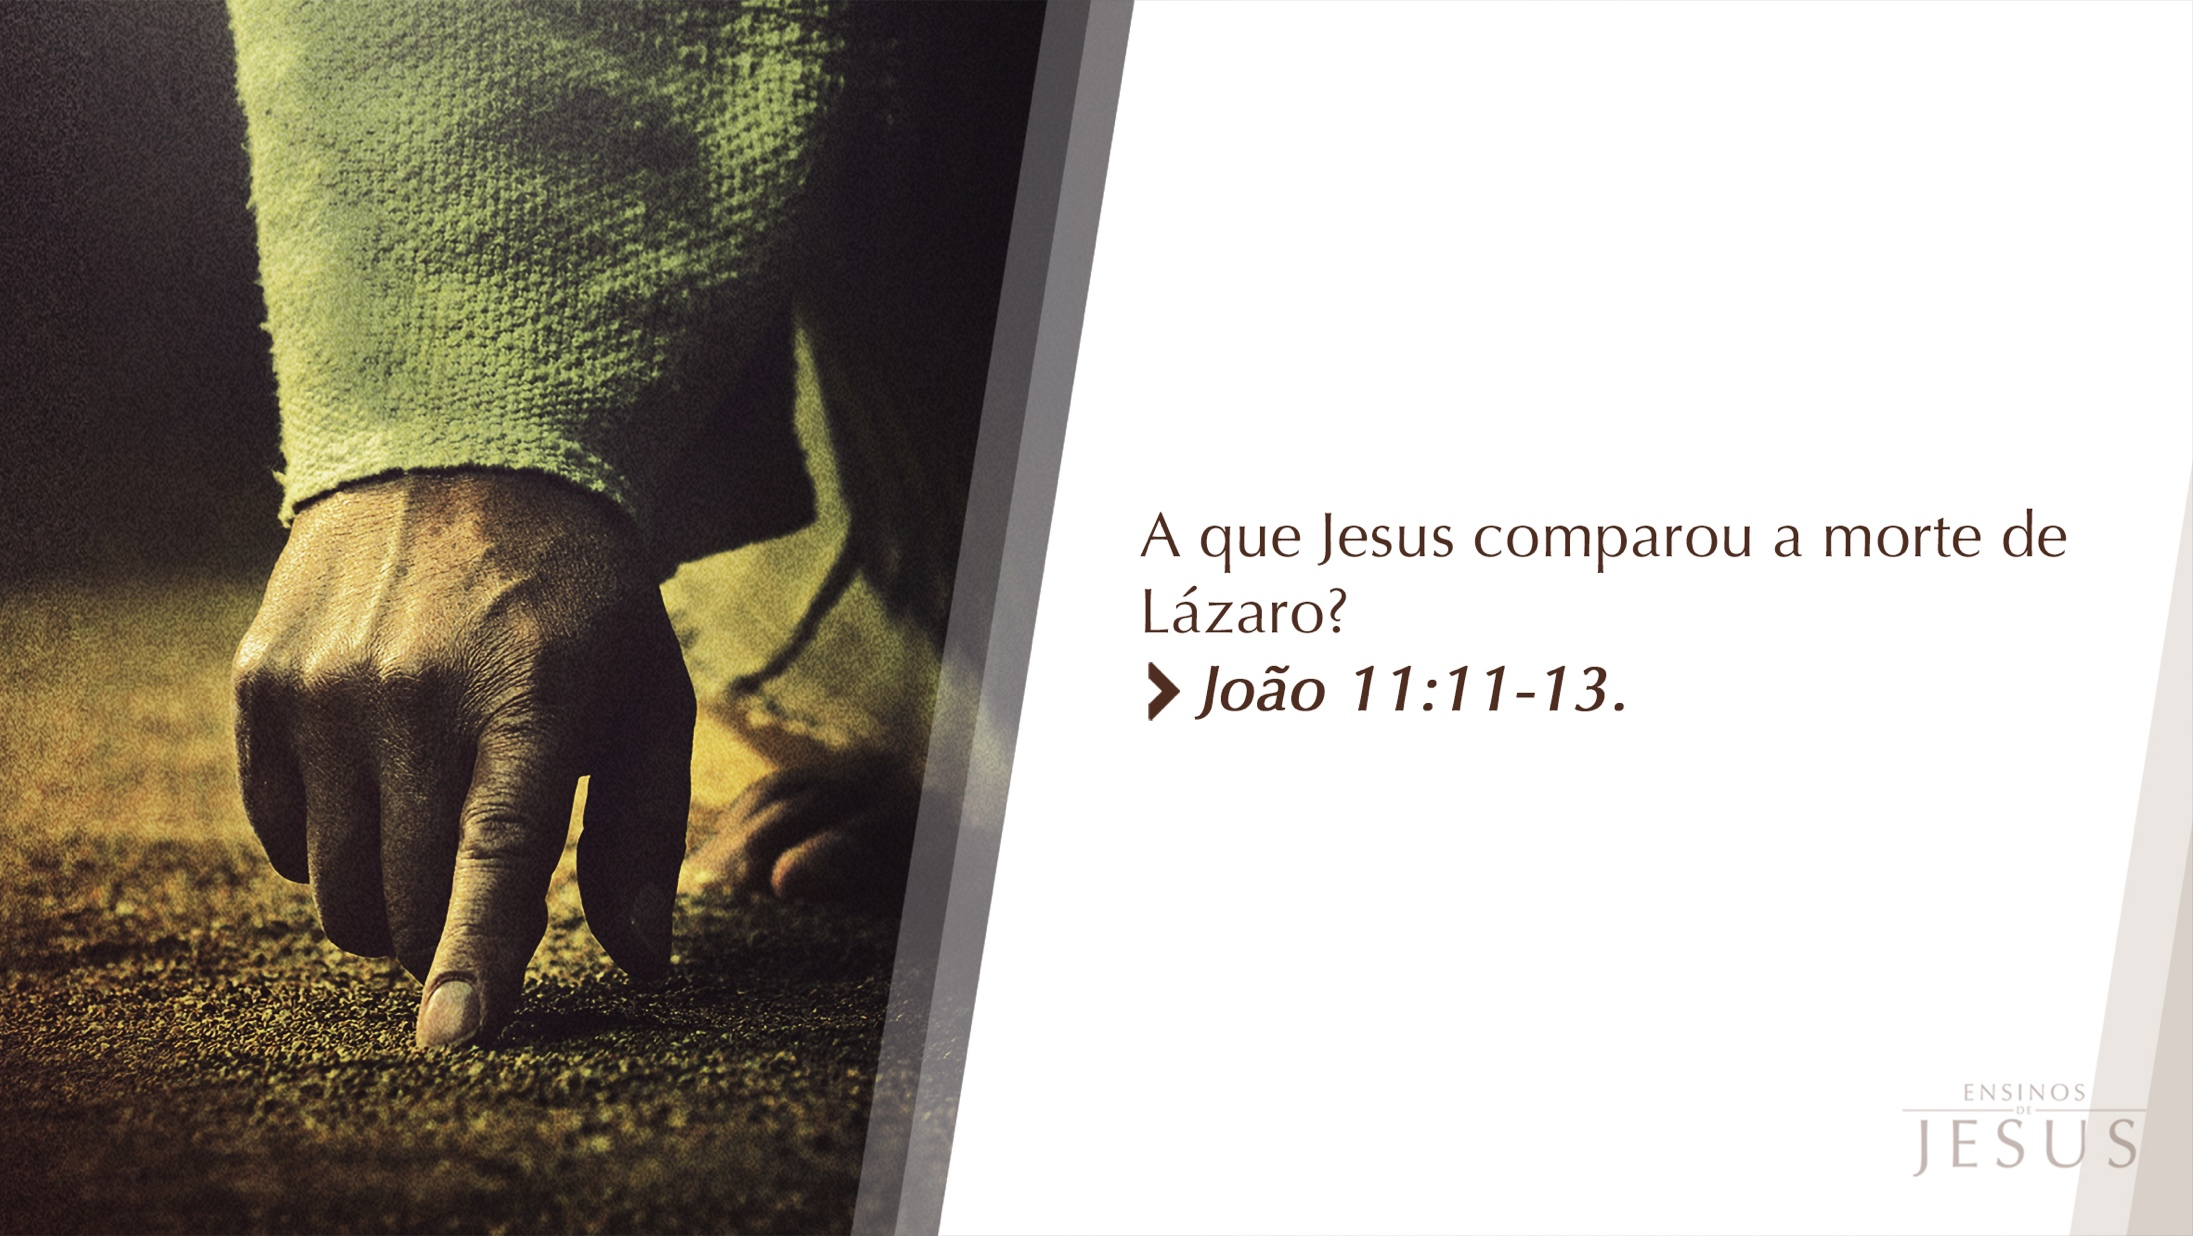 A que Jesus comparou a morte de
Lázaro?
João 11:11-13.
ENSINOS
DE
JESUS